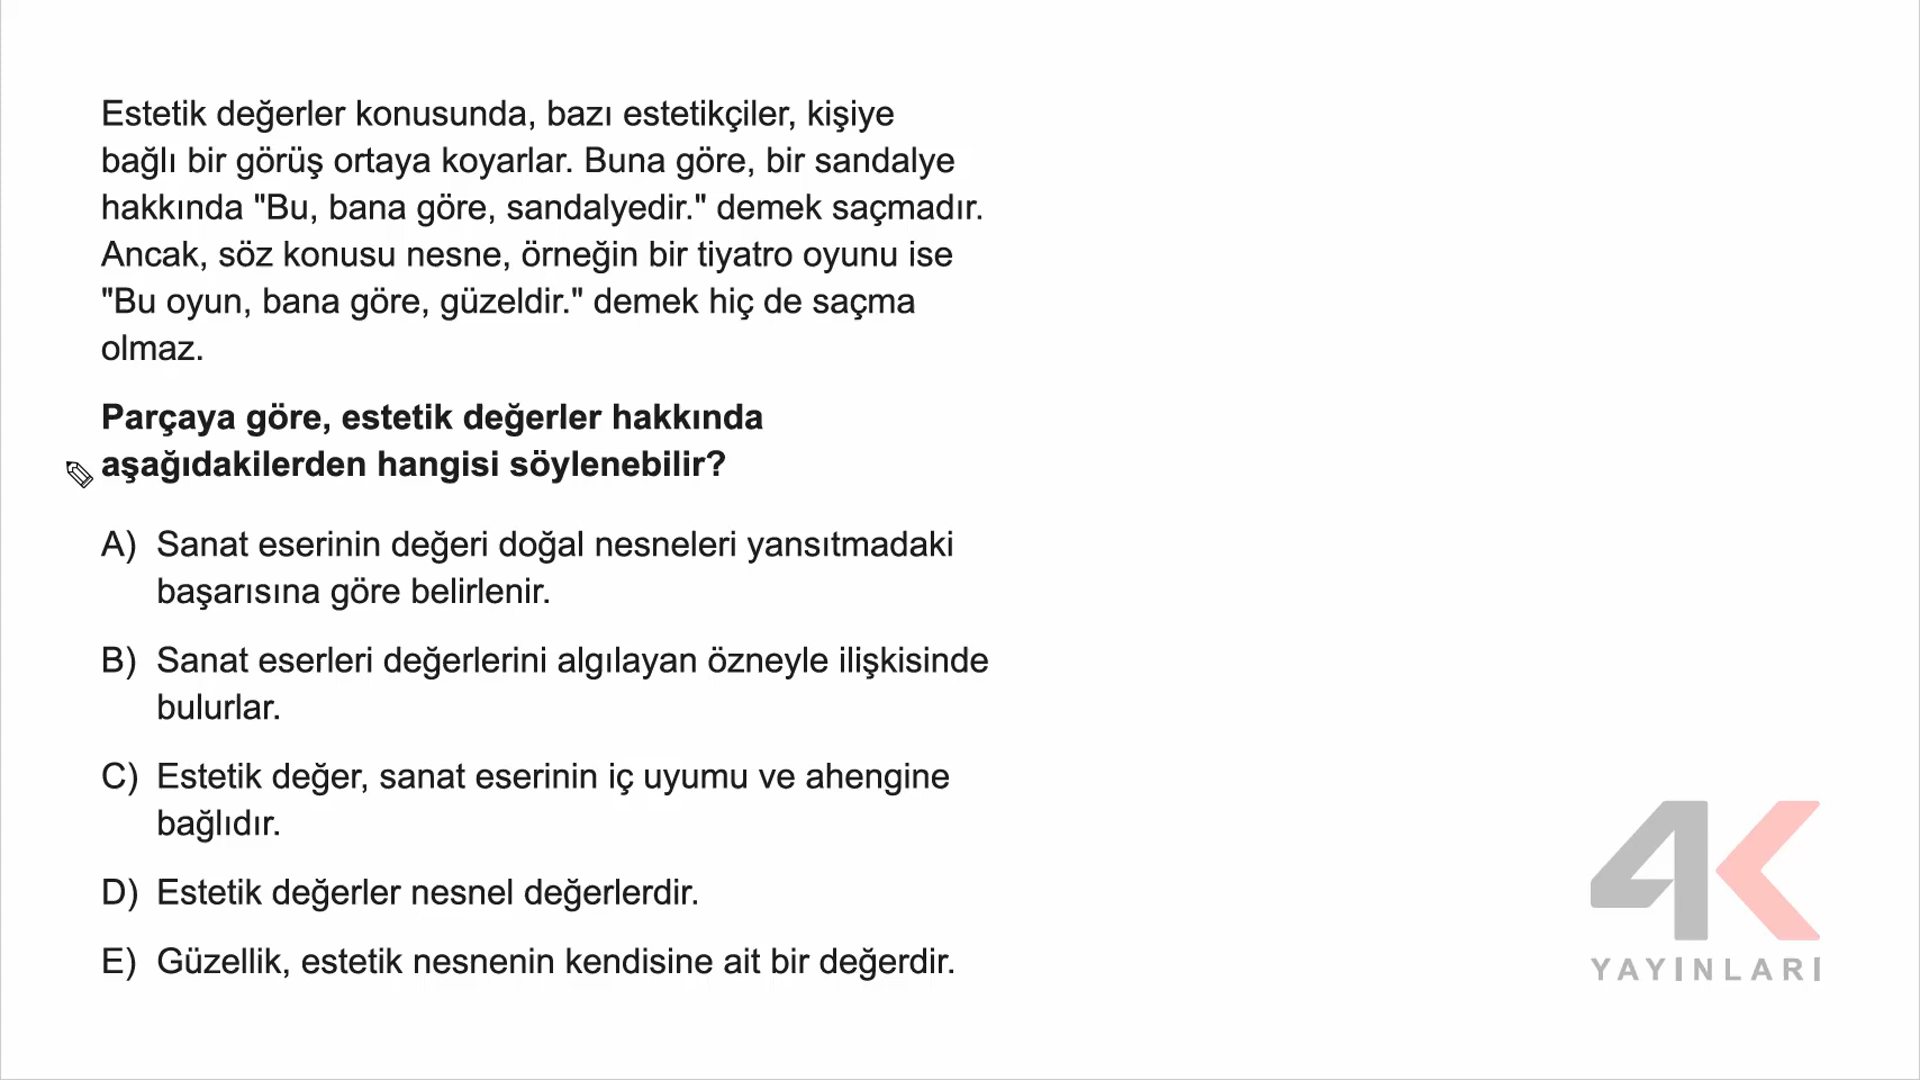 Estetik değerler konusunda, bazı estetikçiler, kişiye
bağlı bir görüş ortaya koyarlar. Buna göre, bir sandalye
hakkında "Bu, bana göre, sandalyedir." demek saçmadır.
Ancak, söz konusu nesne, örneğin bir tiyatro oyunu ise
"Bu oyun, bana göre, güzeldir." demek hiç de saçma
olmaz.
Parçaya göre, estetik değerler hakkında
aşağıdakilerden hangisi söylenebilir?
A) Sanat eserinin değeri doğal nesneleri yansıtmadaki
başarısına göre belirlenir.
B) Sanat eserleri değerlerini algılayan özneyle ilişkisinde
bulurlar.
C) Estetik değer, sanat eserinin iç uyumu ve ahengine
bağlıdır.
D) Estetik değerler nesnel değerlerdir.
E) Güzellik, estetik nesnenin kendisine ait bir değerdir.
4K
YAYINLARI